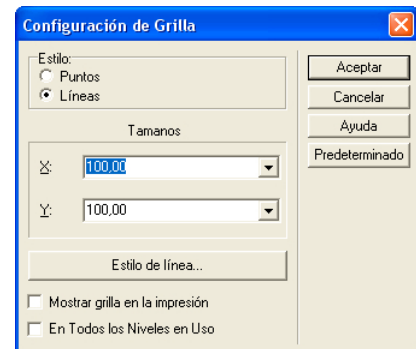 Configuración de Grilla
Estilo:
Puntos
Líneas
Tamanos
X: 100,00
Y: 100,00
Estilo de línea...
Mostrar grilla en la impresión
En Todos los Niveles en Uso
Aceptar
Cancelar
Ayuda
Predeterminado